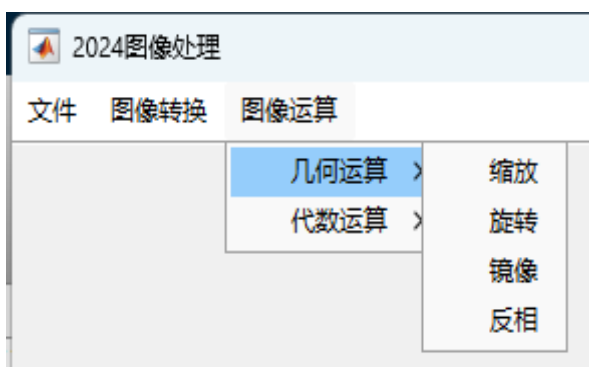 2024图像处理
文件 图像转换 图像运算
几何运算
代数运算
缩放
旋转
镜像
反相